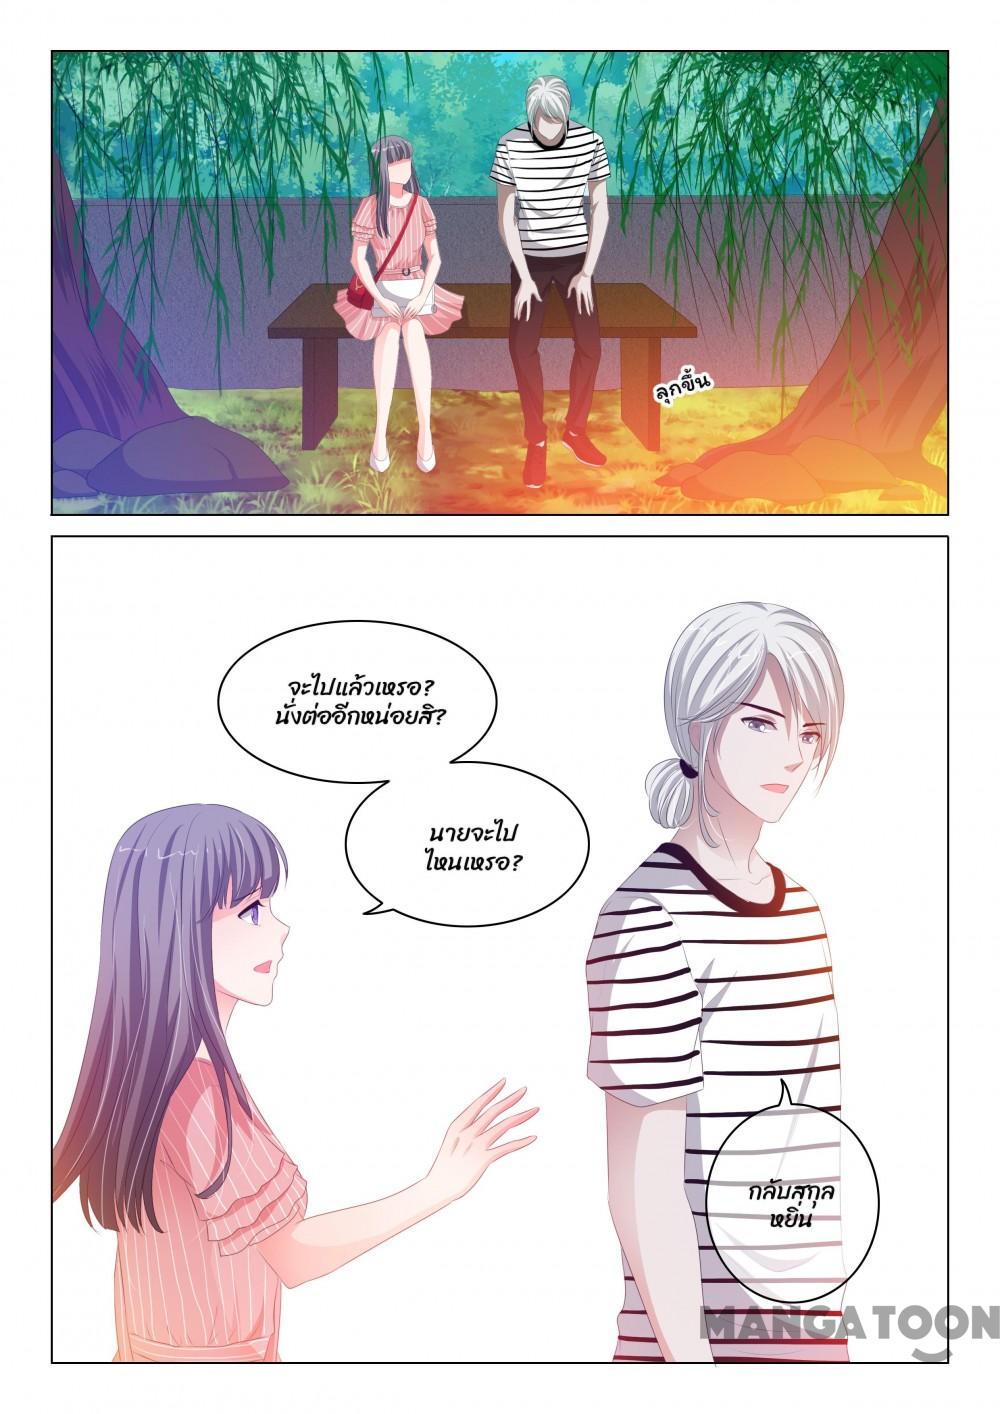 ลุกขึ้น
จะไปแล้วเหรอ?
นั่งต่ออีกหน่อยสิ?
นายจะไป
ไหนเหรอ?
กลับสกุล
หยิ่น
MANGATOON